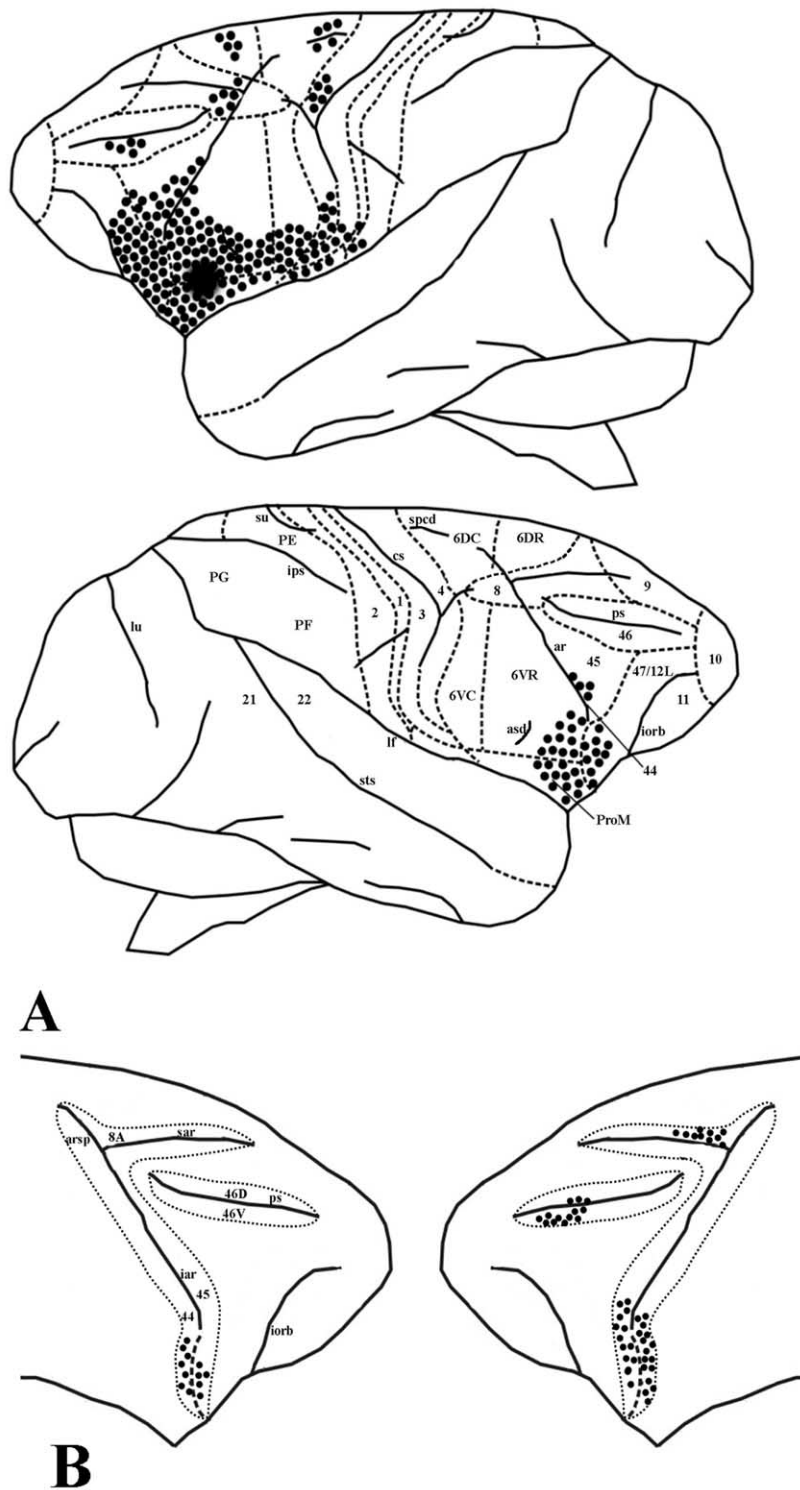 su
spcd
6DC
6DR
PE
cs
ips
PG
9
8
4
1
2
3
ps
lu
PF
46
ar
45
10
47/12L
6VR
21
22
6VC
11
asd
iorb
lf
44
sts
ProM
A
arsp
8A
sar
46D
ps
46V
iar
45
44
iorb
B